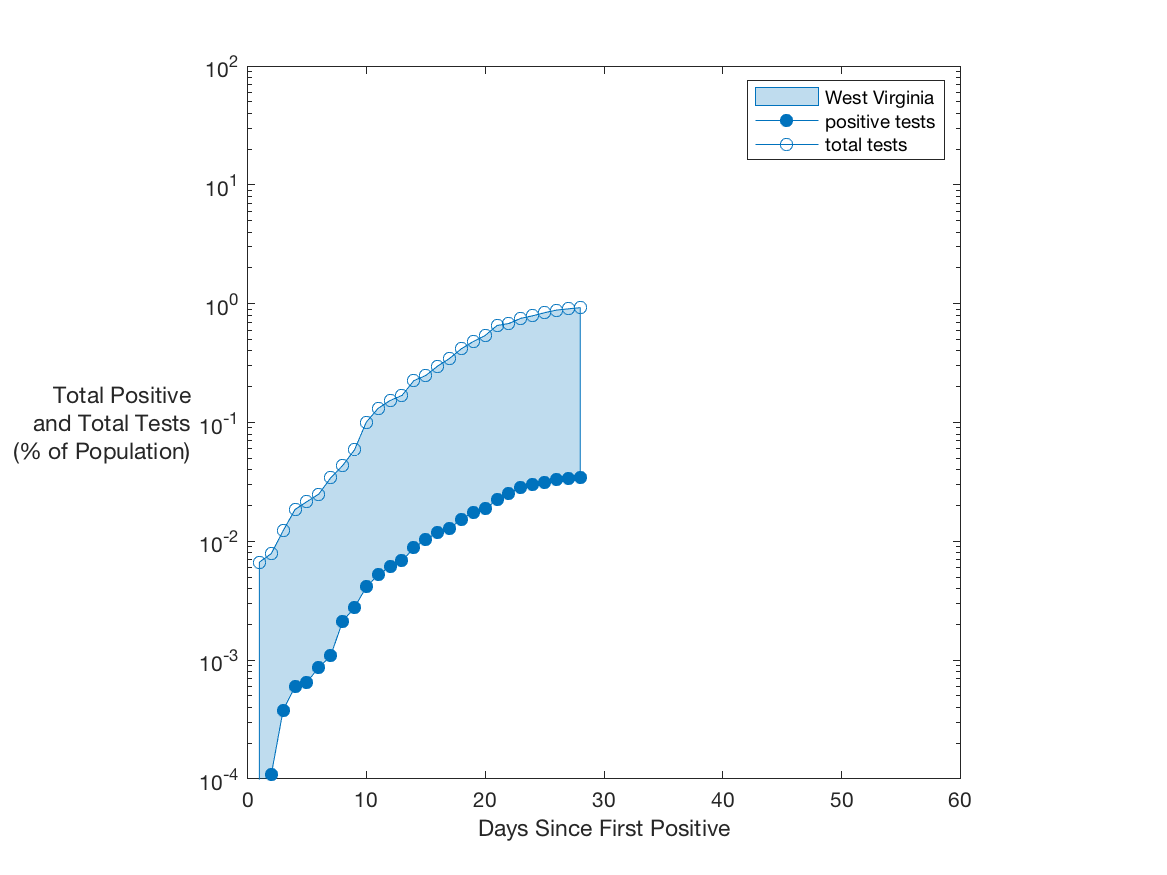 10^2
10^1
10^0
10^-1
10^-2
10^-3
10^-4
Total Positive
and Total Tests
(% of Population)
West Virginia
positive tests
total tests
0 10 20 30 40 50 60
Days Since First Positive